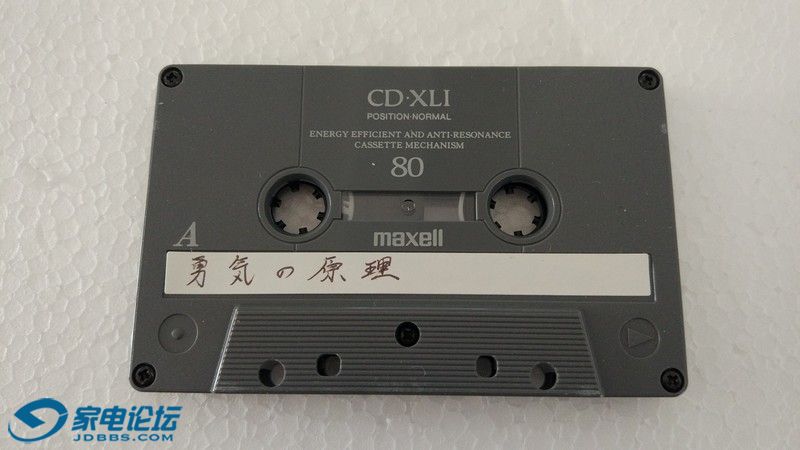 CD·XLI
POSITION·NORMAL
ENERGY EFFICIENT AND ANTI-RESONANCE
CASSETTE MECHANISM
80
maxell
A
勇気の原理
家电论坛
JDBBS.COM